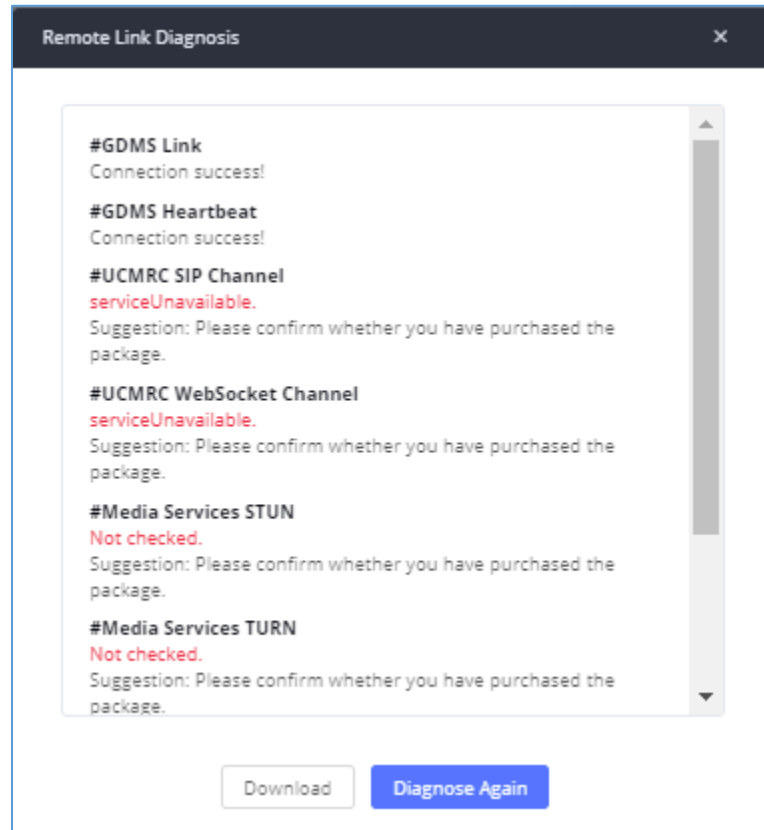 Remote Link Diagnosis
#GDMS Link
Connection success!
#GDMS Heartbeat
Connection success!
#UCMRC SIP Channel
serviceUnavailable.
Suggestion: Please confirm whether you have purchased the
package.
#UCMRC WebSocket Channel
serviceUnavailable.
Suggestion: Please confirm whether you have purchased the
package.
#Media Services STUN
Not checked.
Suggestion: Please confirm whether you have purchased the
package.
#Media Services TURN
Not checked.
Suggestion: Please confirm whether you have purchased the
package.
Download
Diagnose Again